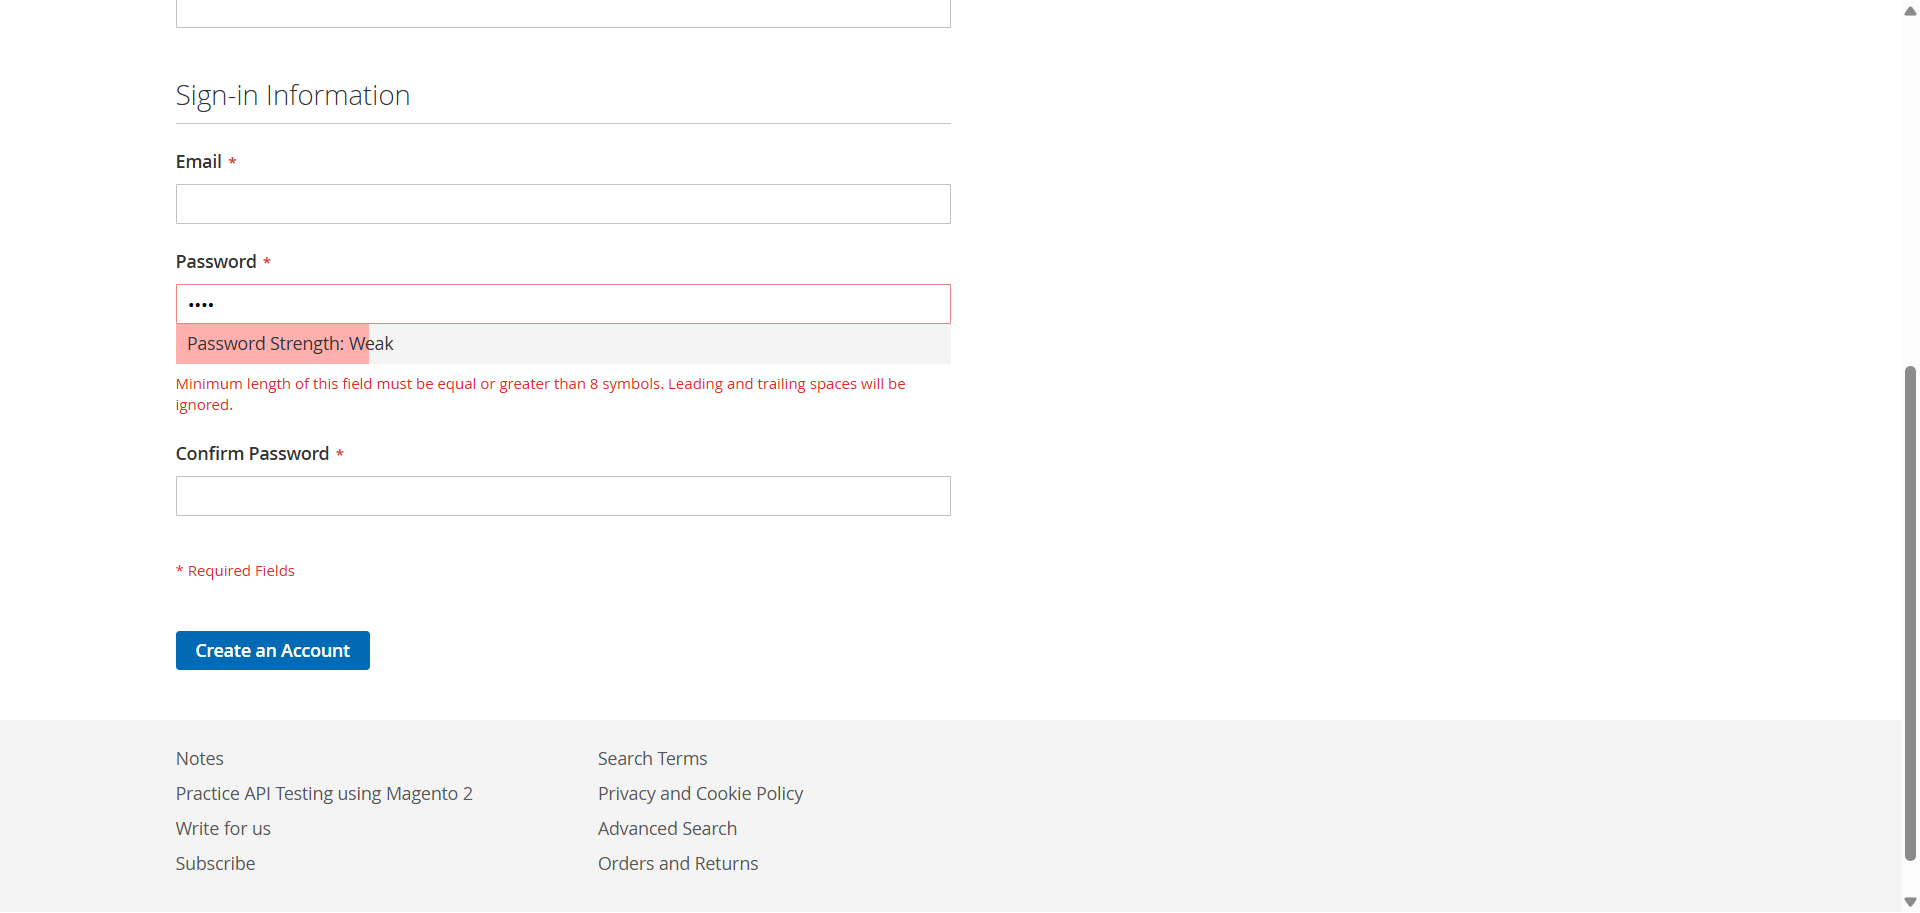 Sign-in Information
Email *
Password *
••••
Password Strength: Weak
Minimum length of this field must be equal or greater than 8 symbols. Leading and trailing spaces will be
ignored.
Confirm Password *
* Required Fields
Create an Account
Notes
Practice API Testing using Magento 2
Write for us
Subscribe
Search Terms
Privacy and Cookie Policy
Advanced Search
Orders and Returns